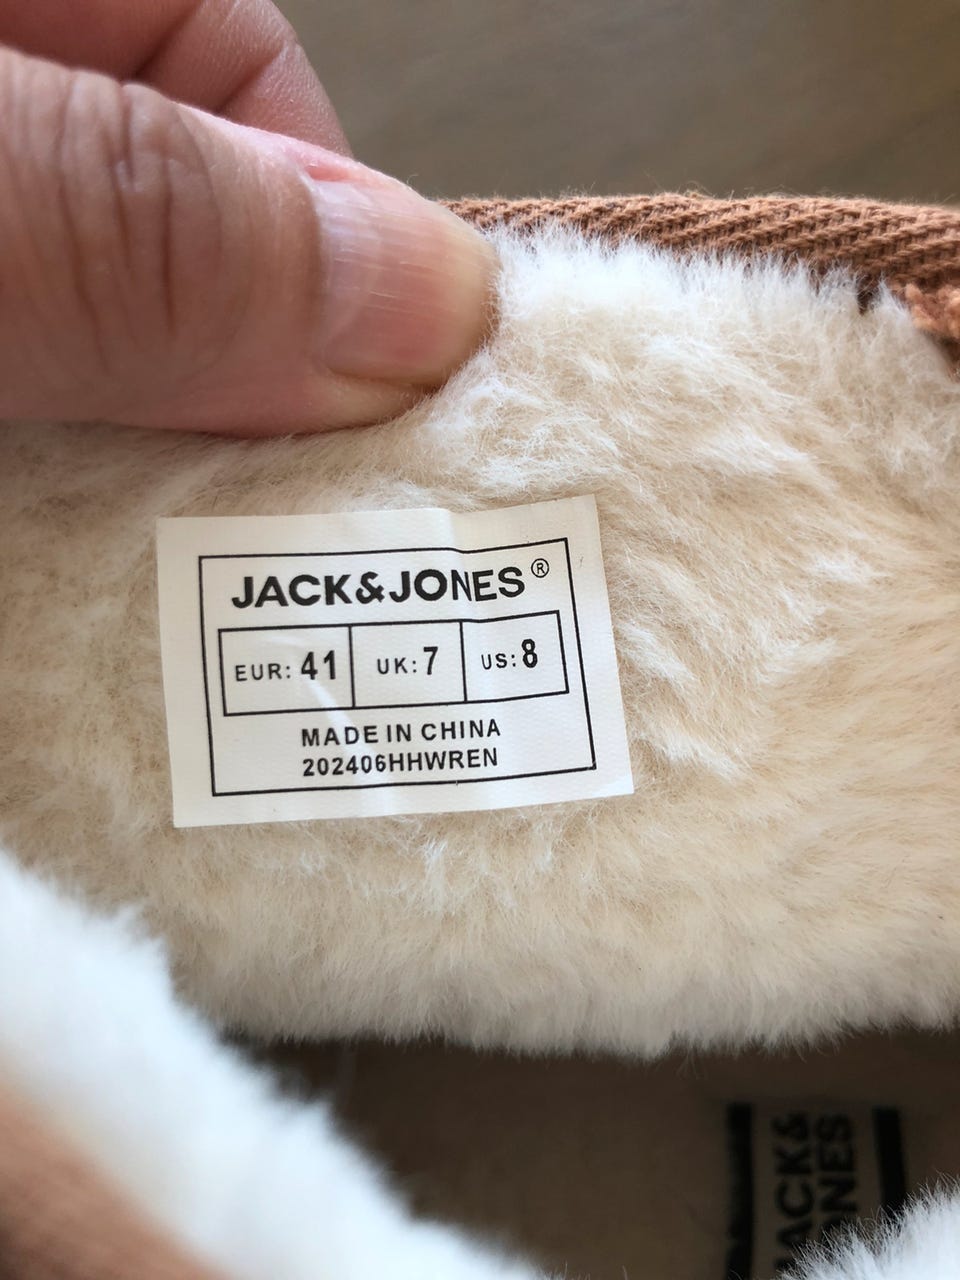 JACK&JONES®
EUR: 41 UK: 7 US: 8
MADE IN CHINA
202406HHWREN
JACK&
JONES